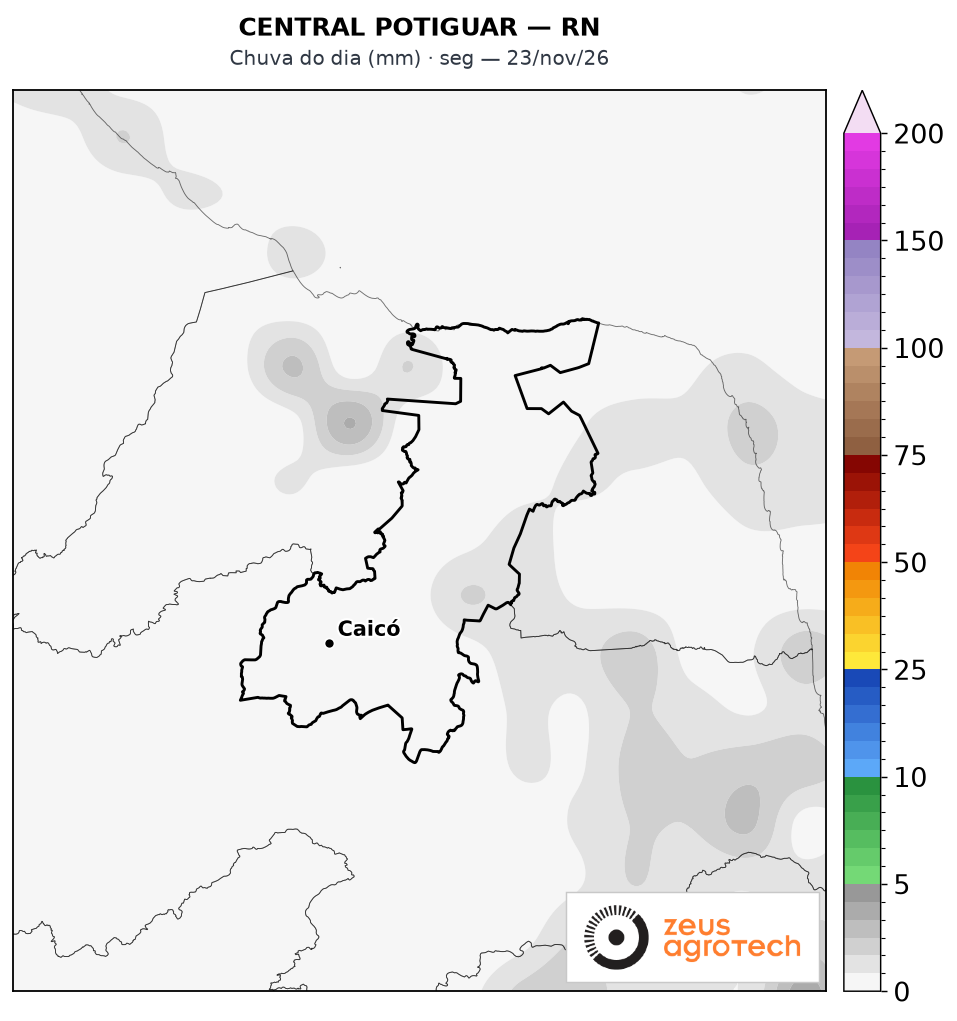 CENTRAL POTIGUAR — RN
Chuva do dia (mm) · seg — 23/nov/26
200
150
100
75
50
25
10
5
0
Caicó
zeus
agrotech